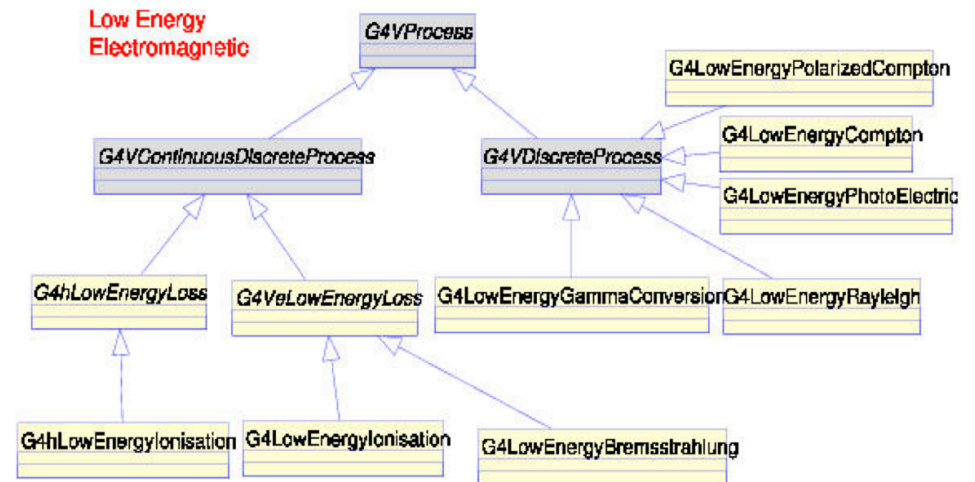 Low Energy
Electromagnetic
G4VProcess
G4LowEnergyPolarizedCompton
G4LowEnergyCompton
G4VContinuousDiscreteProcess
G4VDiscreteProcess
G4LowEnergyPhotoElectric
G4hLowEnergyLoss
G4VeLowEnergyLoss
G4LowEnergyGammaConversion
G4LowEnergyRayleigh
G4hLowEnergyIonisation
G4LowEnergyIonisation
G4LowEnergyBremsstrahlung